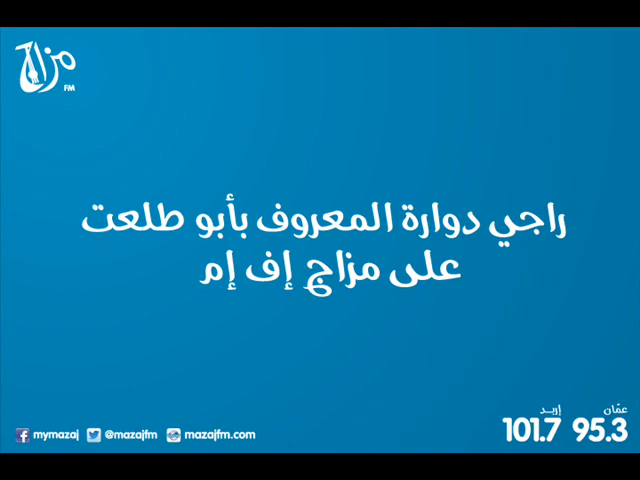 مزاج
FM
راجي دوارة المعروف بأبو طلعت
على مزاج إف إم
mymazaj @mazajfm mazajfm.com
إربد عمّان
101.7 95.3